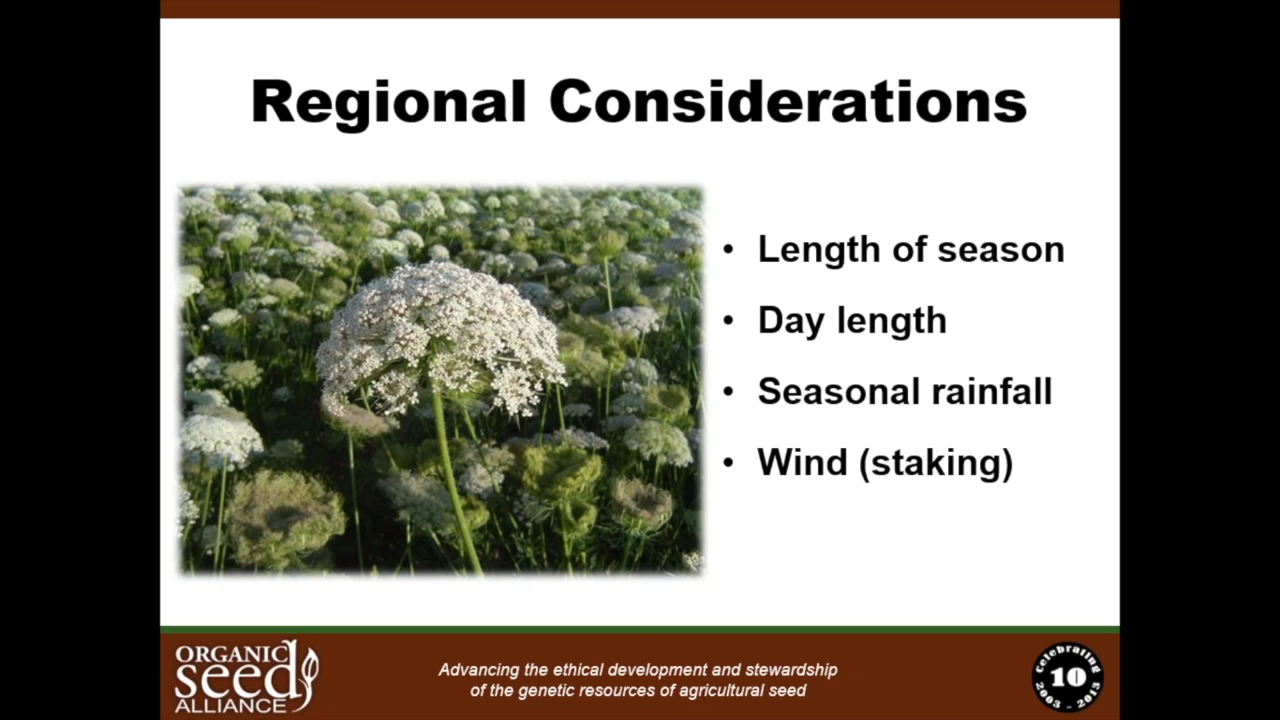 Regional Considerations
• Length of season
• Day length
• Seasonal rainfall
• Wind (staking)
ORGANIC
seed
ALLIANCE
Advancing the ethical development and stewardship
of the genetic resources of agricultural seed
Celebrating
10
2003 - 2013